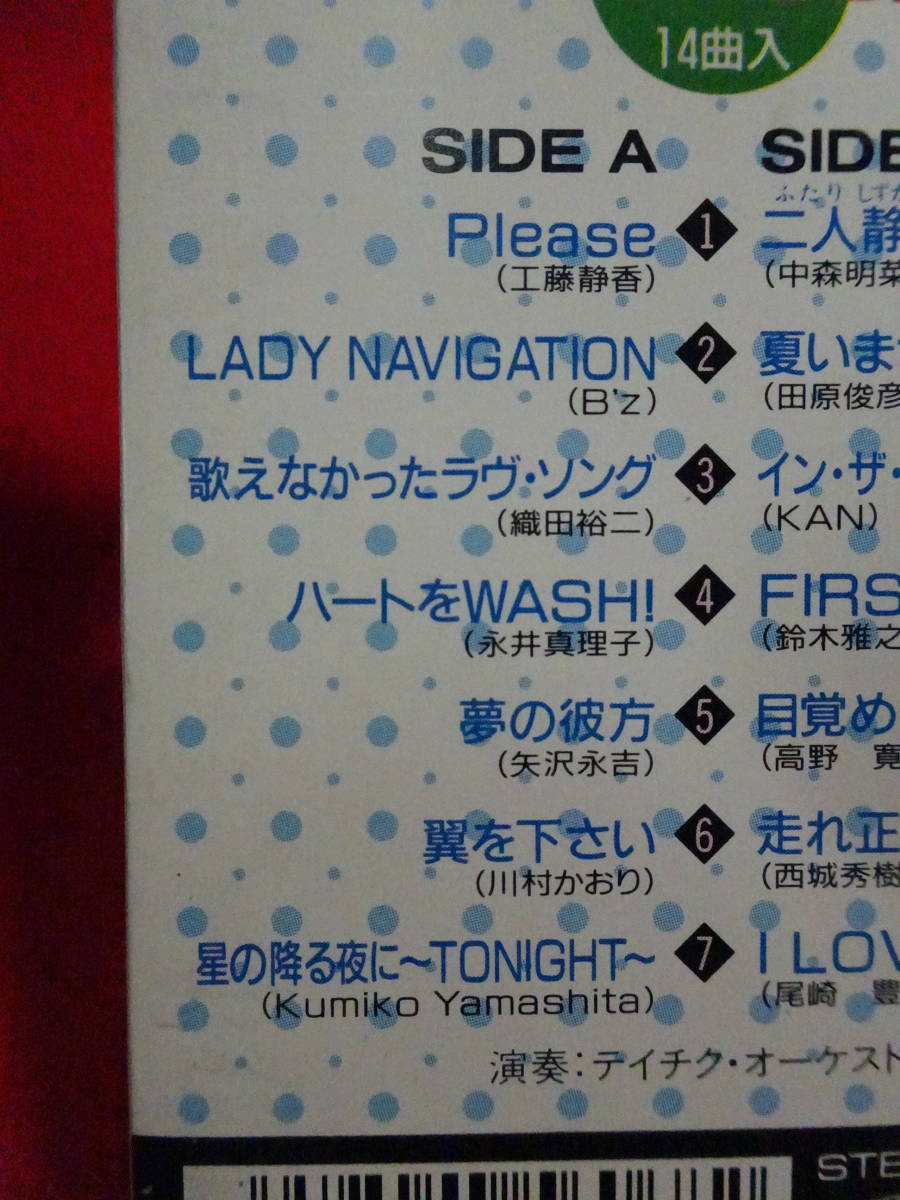 14曲入
SIDE A
Please
(工藤静香)
LADY NAVIGATION
(B'z)
歌えなかったラヴ・ソング
(織田裕二)
ハートをWASH!
(永井真理子)
夢の彼方
(矢沢永吉)
翼を下さい
(川村かおり)
星の降る夜に〜TONIGHT〜
(Kumiko Yamashita)
1
2
3
4
5
6
7
SIDE
ふたり しずか
二人静
(中森明菜
夏いま
(田原俊彦
イン・ザ・
(KAN)
FIRS
(鈴木雅之
目覚め
(高野 寛
走れ正
(西城秀樹
I LOV
(尾崎 豊
演奏:テイチク・オーケスト
STE